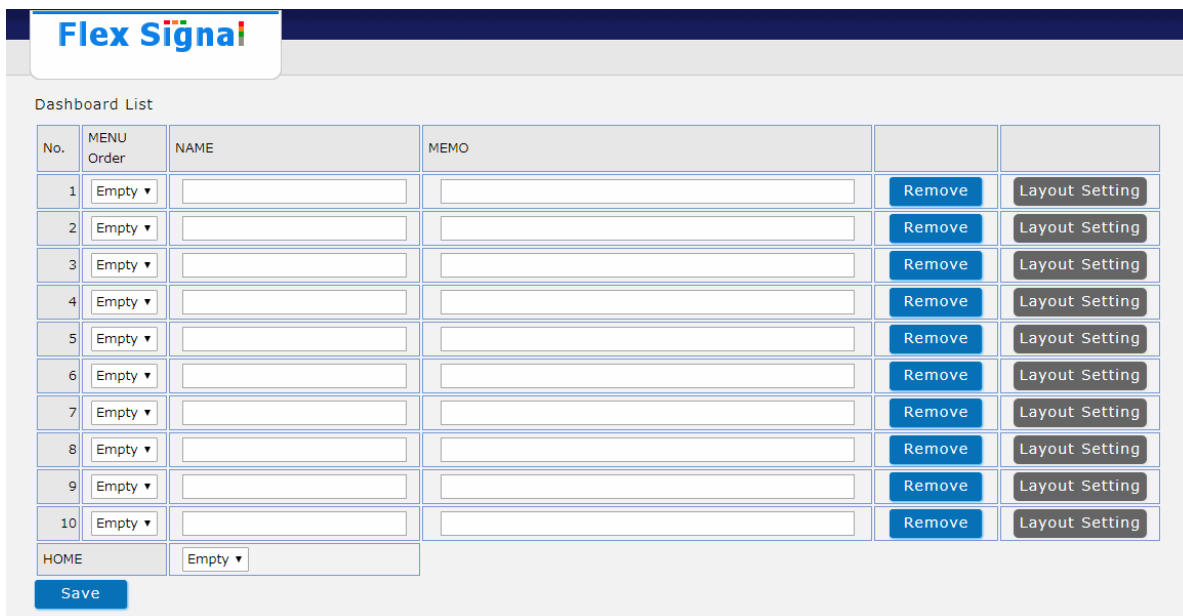 Flex Signal
Dashboard List
No. MENU Order NAME MEMO
1 Empty Remove Layout Setting
2 Empty Remove Layout Setting
3 Empty Remove Layout Setting
4 Empty Remove Layout Setting
5 Empty Remove Layout Setting
6 Empty Remove Layout Setting
7 Empty Remove Layout Setting
8 Empty Remove Layout Setting
9 Empty Remove Layout Setting
10 Empty Remove Layout Setting
HOME Empty
Save